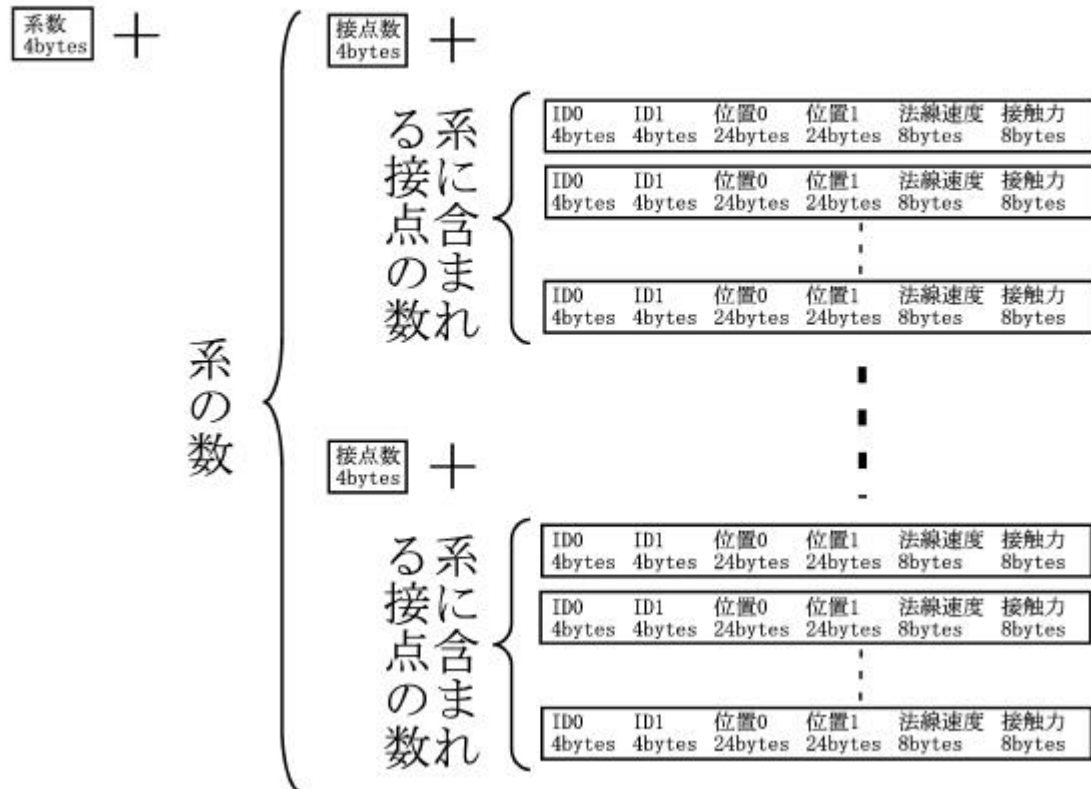 系数
4bytes
接点数
4bytes
系に含まれ
る接点の数
ID0 ID1 位置0 位置1 法線速度 接触力
4bytes 4bytes 24bytes 24bytes 8bytes 8bytes
ID0 ID1 位置0 位置1 法線速度 接触力
4bytes 4bytes 24bytes 24bytes 8bytes 8bytes
ID0 ID1 位置0 位置1 法線速度 接触力
4bytes 4bytes 24bytes 24bytes 8bytes 8bytes
系の数
接点数
4bytes
系に含まれ
る接点の数
ID0 ID1 位置0 位置1 法線速度 接触力
4bytes 4bytes 24bytes 24bytes 8bytes 8bytes
ID0 ID1 位置0 位置1 法線速度 接触力
4bytes 4bytes 24bytes 24bytes 8bytes 8bytes
ID0 ID1 位置0 位置1 法線速度 接触力
4bytes 4bytes 24bytes 24bytes 8bytes 8bytes